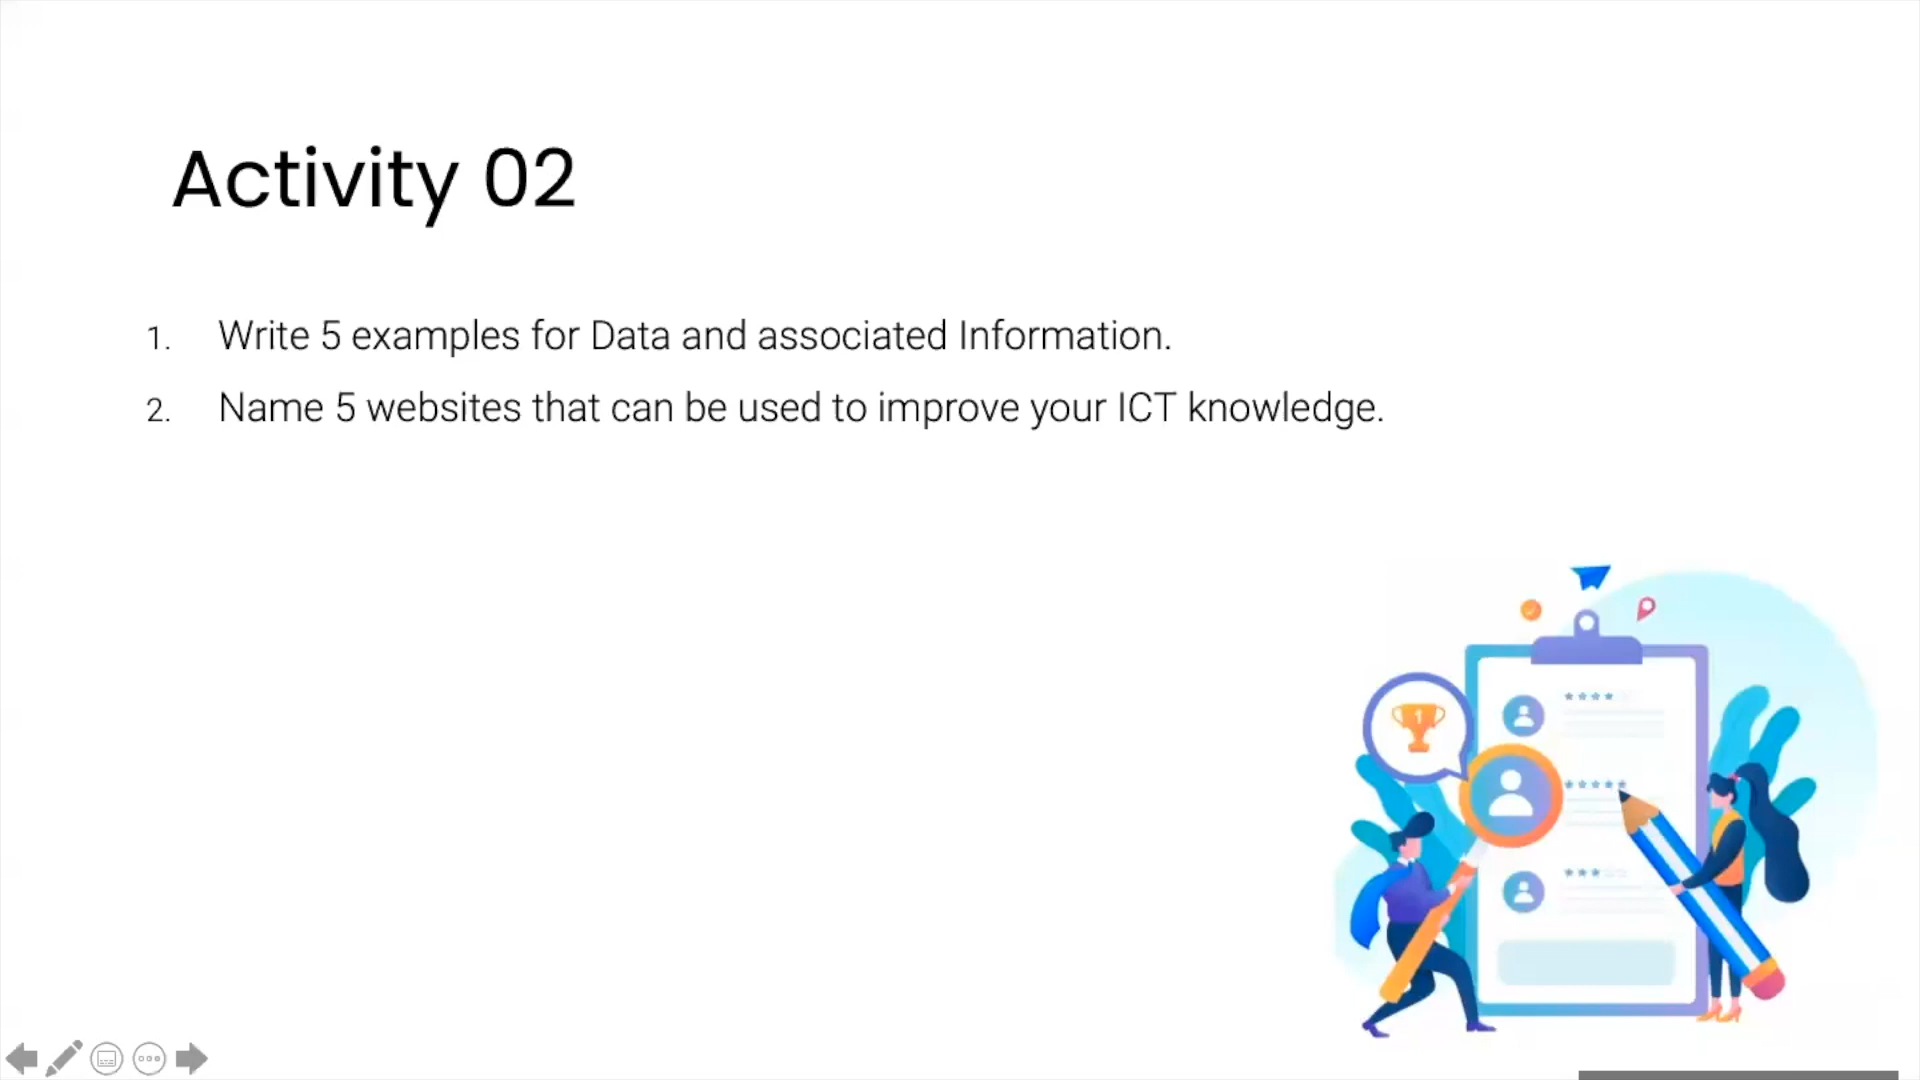 Activity 02
1. Write 5 examples for Data and associated Information.
2. Name 5 websites that can be used to improve your ICT knowledge.
1